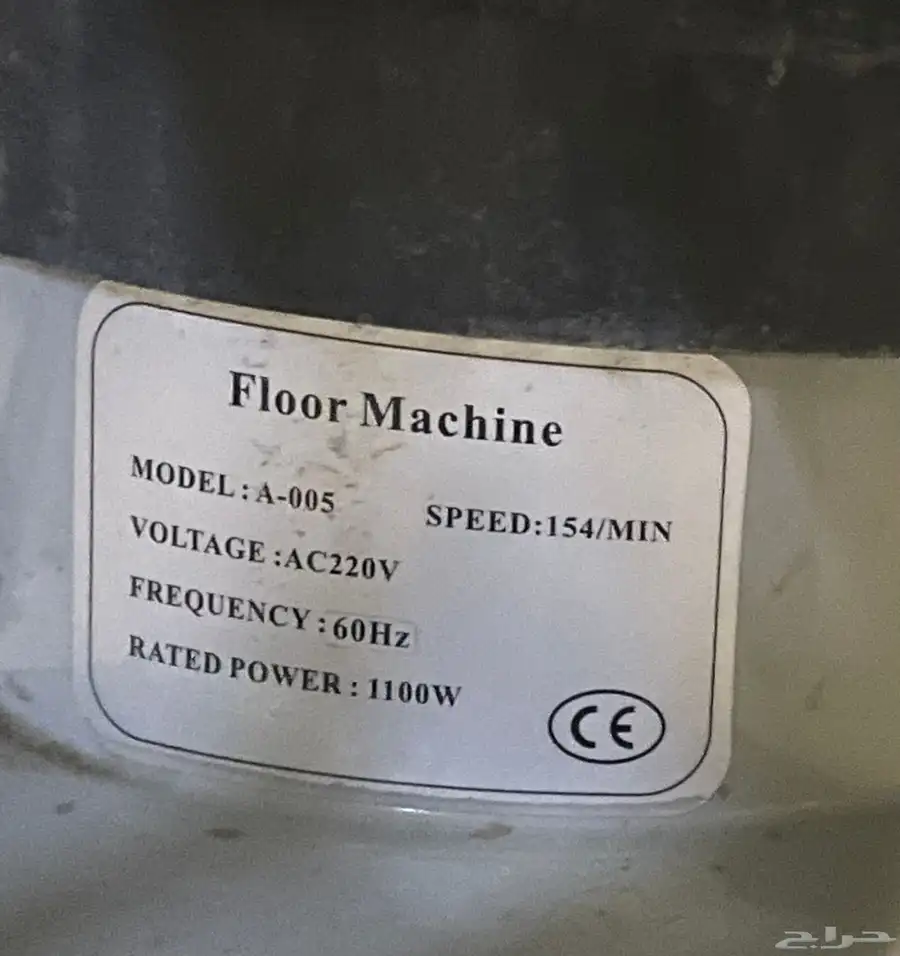 Floor Machine
MODEL : A-005 SPEED:154/MIN
VOLTAGE :AC220V
FREQUENCY : 60Hz
RATED POWER : 1100W
CE
حراج